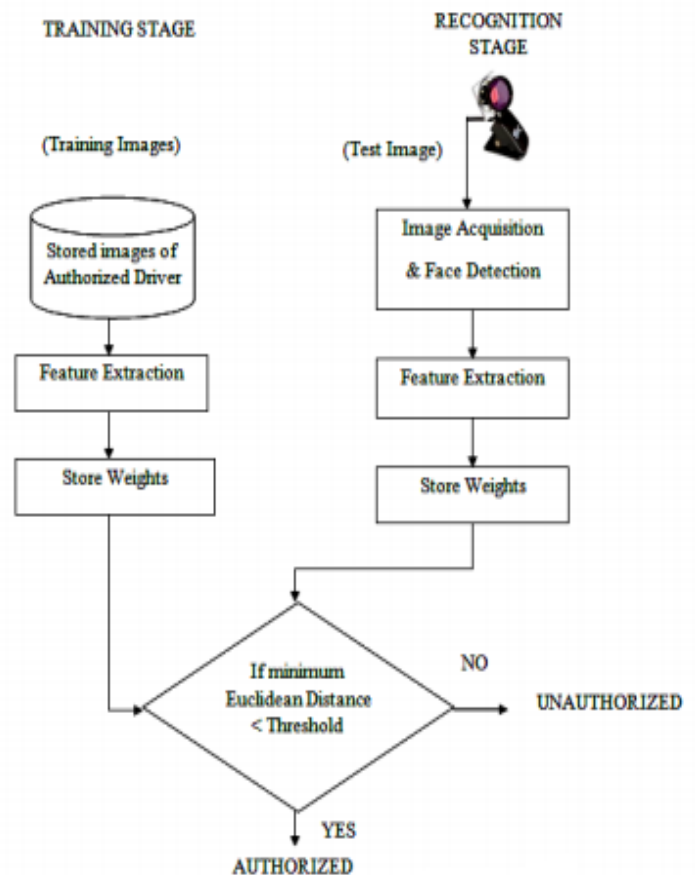 TRAINING STAGE
(Training Images)
Stored images of
Authorized Driver
Feature Extraction
Store Weights
RECOGNITION
STAGE
(Test Image)
Image Acquisition
& Face Detection
Feature Extraction
Store Weights
If minimum
Euclidean Distance
< Threshold
NO
UNAUTHORIZED
YES
AUTHORIZED